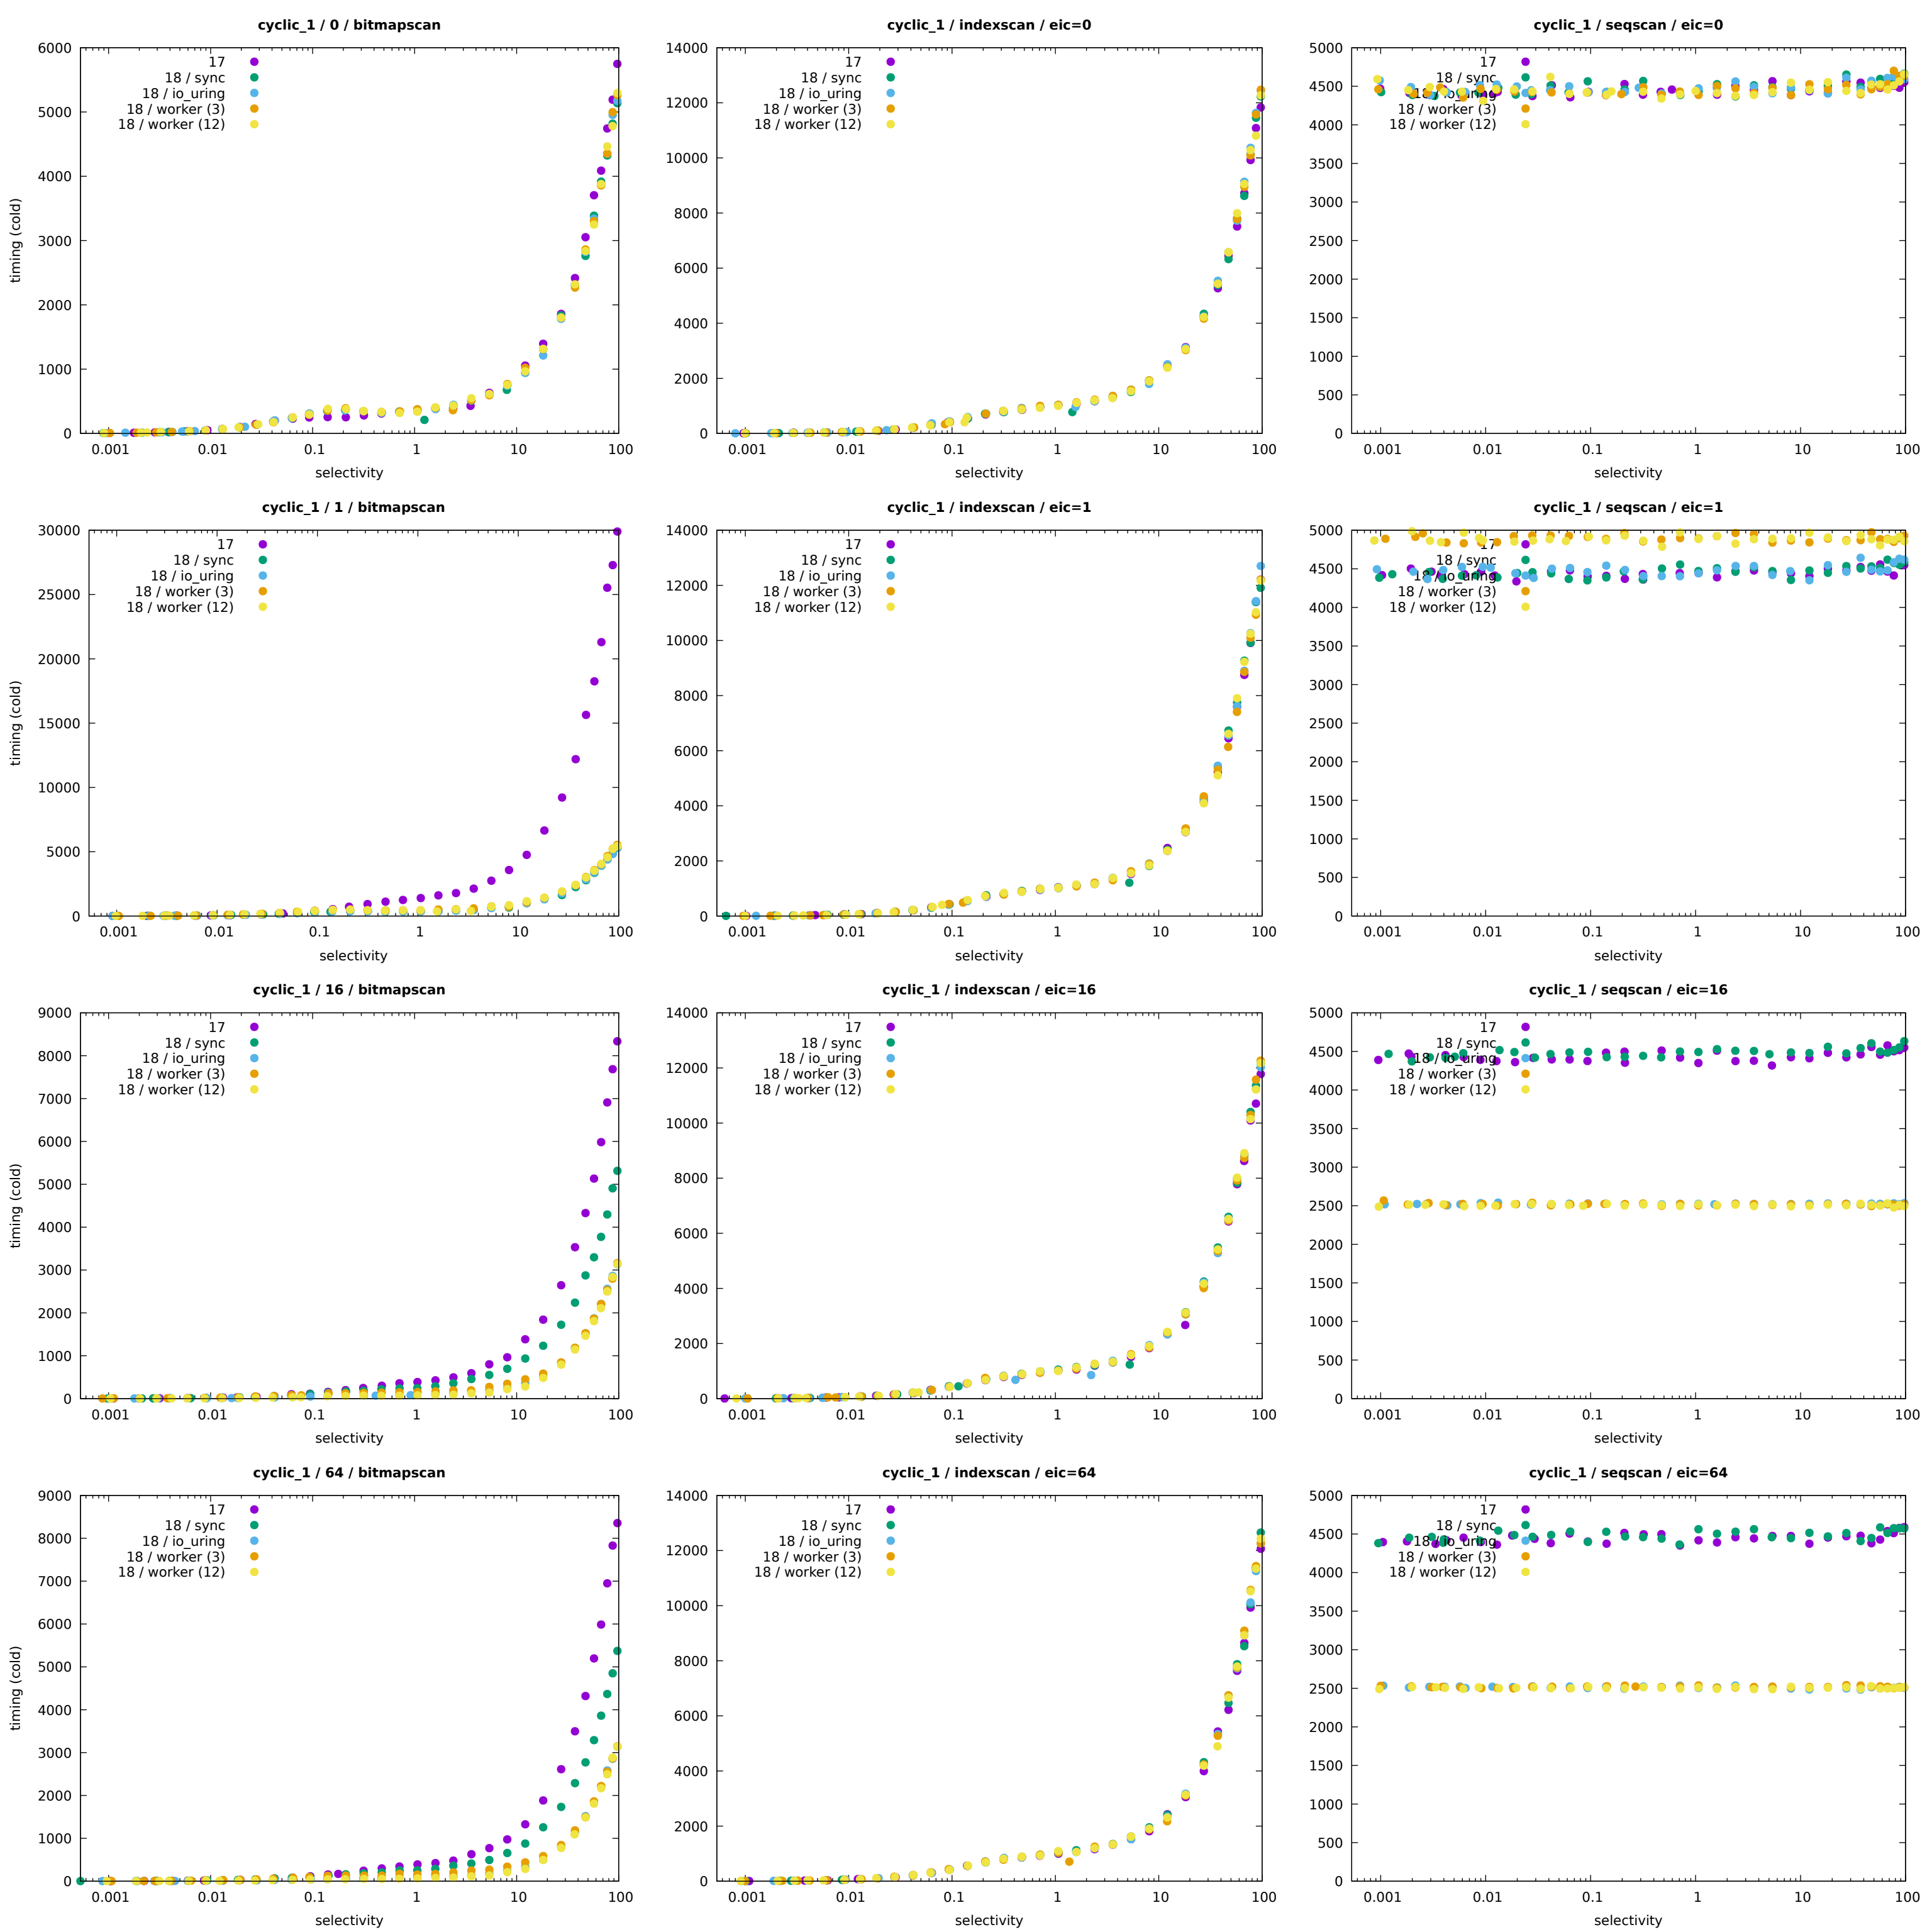 cyclic_1 / 0 / bitmapscan
timing (cold)
6000
5000
4000
3000
2000
1000
0
17
18 / sync
18 / io_uring
18 / worker (3)
18 / worker (12)
0.001 0.01 0.1 1 10 100
selectivity
cyclic_1 / indexscan / eic=0
14000
12000
10000
8000
6000
4000
2000
0
17
18 / sync
18 / io_uring
18 / worker (3)
18 / worker (12)
0.001 0.01 0.1 1 10 100
selectivity
cyclic_1 / seqscan / eic=0
5000
4500
4000
3500
3000
2500
2000
1500
1000
500
0
17
18 / sync
18 / io_uring
18 / worker (3)
18 / worker (12)
0.001 0.01 0.1 1 10 100
selectivity
cyclic_1 / 1 / bitmapscan
timing (cold)
30000
25000
20000
15000
10000
5000
0
17
18 / sync
18 / io_uring
18 / worker (3)
18 / worker (12)
0.001 0.01 0.1 1 10 100
selectivity
cyclic_1 / indexscan / eic=1
14000
12000
10000
8000
6000
4000
2000
0
17
18 / sync
18 / io_uring
18 / worker (3)
18 / worker (12)
0.001 0.01 0.1 1 10 100
selectivity
cyclic_1 / seqscan / eic=1
5000
4500
4000
3500
3000
2500
2000
1500
1000
500
0
17
18 / sync
18 / io_uring
18 / worker (3)
18 / worker (12)
0.001 0.01 0.1 1 10 100
selectivity
cyclic_1 / 16 / bitmapscan
timing (cold)
9000
8000
7000
6000
5000
4000
3000
2000
1000
0
17
18 / sync
18 / io_uring
18 / worker (3)
18 / worker (12)
0.001 0.01 0.1 1 10 100
selectivity
cyclic_1 / indexscan / eic=16
14000
12000
10000
8000
6000
4000
2000
0
17
18 / sync
18 / io_uring
18 / worker (3)
18 / worker (12)
0.001 0.01 0.1 1 10 100
selectivity
cyclic_1 / seqscan / eic=16
5000
4500
4000
3500
3000
2500
2000
1500
1000
500
0
17
18 / sync
18 / io_uring
18 / worker (3)
18 / worker (12)
0.001 0.01 0.1 1 10 100
selectivity
cyclic_1 / 64 / bitmapscan
timing (cold)
9000
8000
7000
6000
5000
4000
3000
2000
1000
0
17
18 / sync
18 / io_uring
18 / worker (3)
18 / worker (12)
0.001 0.01 0.1 1 10 100
selectivity
cyclic_1 / indexscan / eic=64
14000
12000
10000
8000
6000
4000
2000
0
17
18 / sync
18 / io_uring
18 / worker (3)
18 / worker (12)
0.001 0.01 0.1 1 10 100
selectivity
cyclic_1 / seqscan / eic=64
5000
4500
4000
3500
3000
2500
2000
1500
1000
500
0
17
18 / sync
18 / io_uring
18 / worker (3)
18 / worker (12)
0.001 0.01 0.1 1 10 100
selectivity